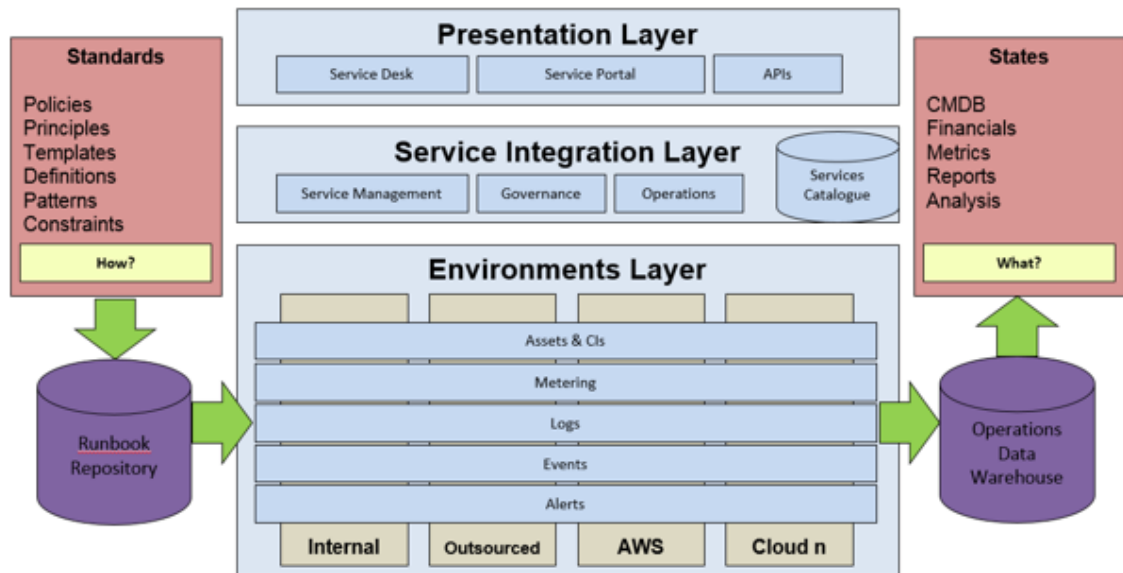 Standards
Policies
Principles
Templates
Definitions
Patterns
Constraints
How?
Runbook
Repository
Presentation Layer
Service Desk
Service Portal
APIs
Service Integration Layer
Service Management
Governance
Operations
Services
Catalogue
Environments Layer
Assets & CIs
Metering
Logs
Events
Alerts
Internal
Outsourced
AWS
Cloud n
States
CMDB
Financials
Metrics
Reports
Analysis
What?
Operations
Data
Warehouse